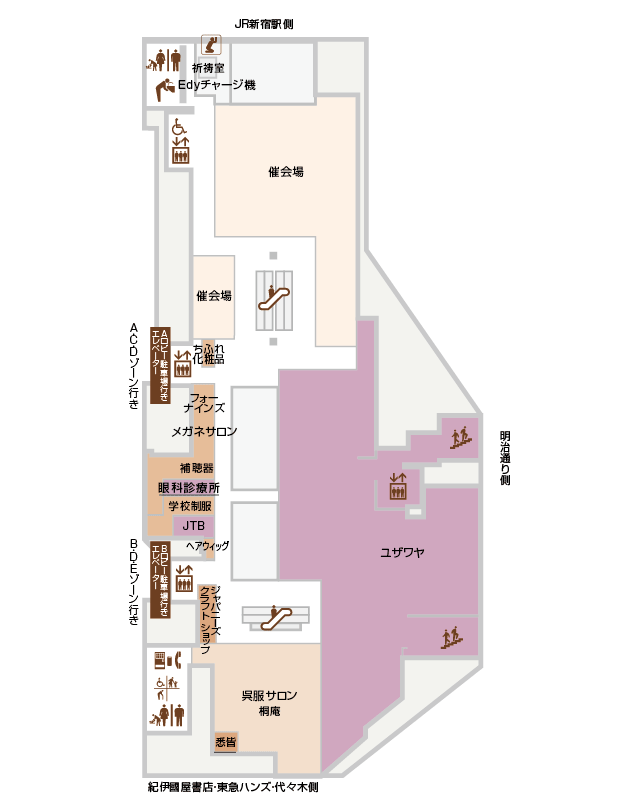 JR新宿駅側
祈祷室
Edyチャージ機
催会場
催会場
ちふれ
化粧品
ACDゾーン行き
Aロビー駐車場行き
エレベーター
フォー
ナインズ
メガネサロン
明治通り側
補聴器
眼科診療所
学校制服
JTB
ユザワヤ
ヘアウィッグ
B・D・Eゾーン行き
Bロビー駐車場行き
エレベーター
ジャパニーズ
クラフトショップ
呉服サロン
桐庵
悉皆
紀伊國屋書店・東急ハンズ・代々木側